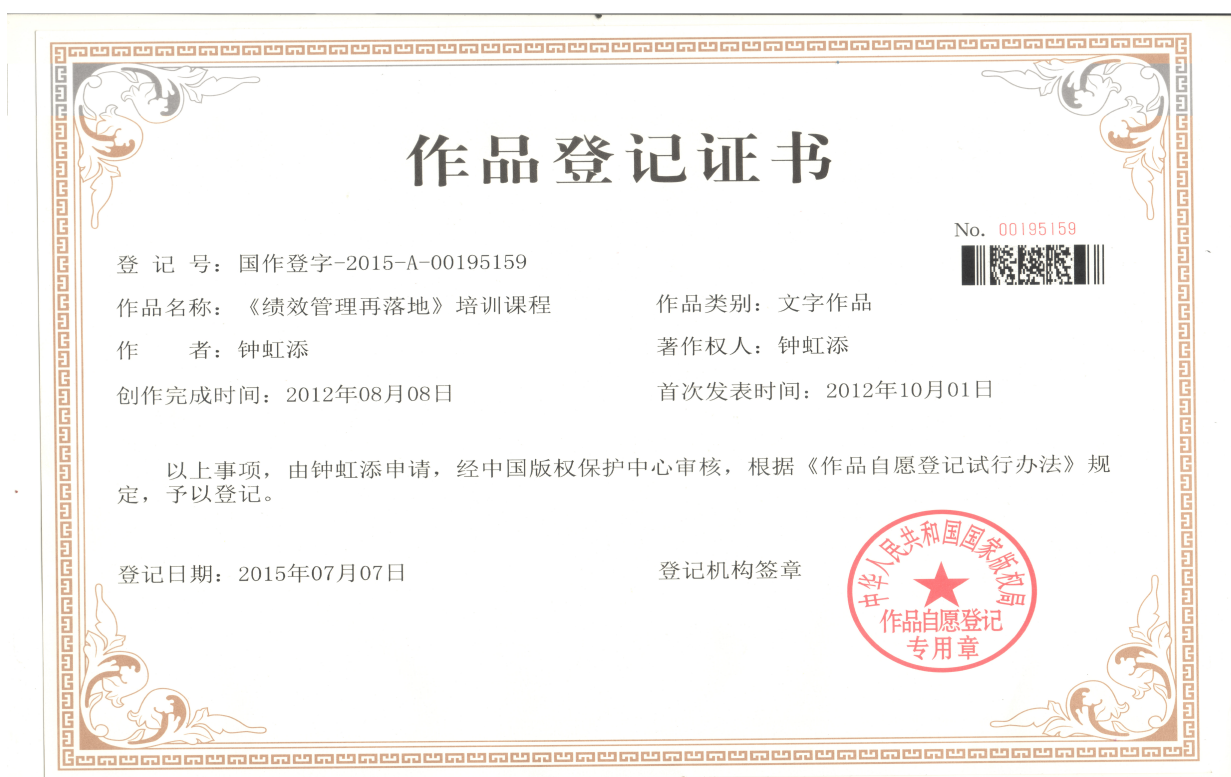 作品登记证书
No. 00195159
登 记 号：国作登字-2015-A-00195159
作品名称：《绩效管理再落地》培训课程
作品类别：文字作品
作 者：钟虹添
著作权人：钟虹添
创作完成时间：2012年08月08日
首次发表时间：2012年10月01日
以上事项，由钟虹添申请，经中国版权保护中心审核，根据《作品自愿登记试行办法》规
定，予以登记。
登记日期：2015年07月07日
登记机构签章
中华人民共和国国家版权局
作品自愿登记
专用章